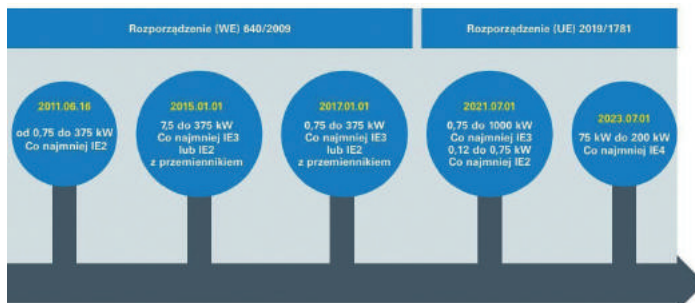 Rozporządzenie (WE) 640/2009
Rozporządzenie (UE) 2019/1781
2011.06.16
od 0,75 do 375 kW
Co najmniej IE2
2015.01.01
7,5 do 375 kW
Co najmniej IE3
lub IE2
z przemiennikiem
2017.01.01
0,75 do 375 kW
Co najmniej IE3
lub IE2
z przemiennikiem
2021.07.01
0,75 do 1000 kW
Co najmniej IE3
0,12 do 0,75 kW
Co najmniej IE2
2023.07.01
75 kW do 200 kW
Co najmniej IE4